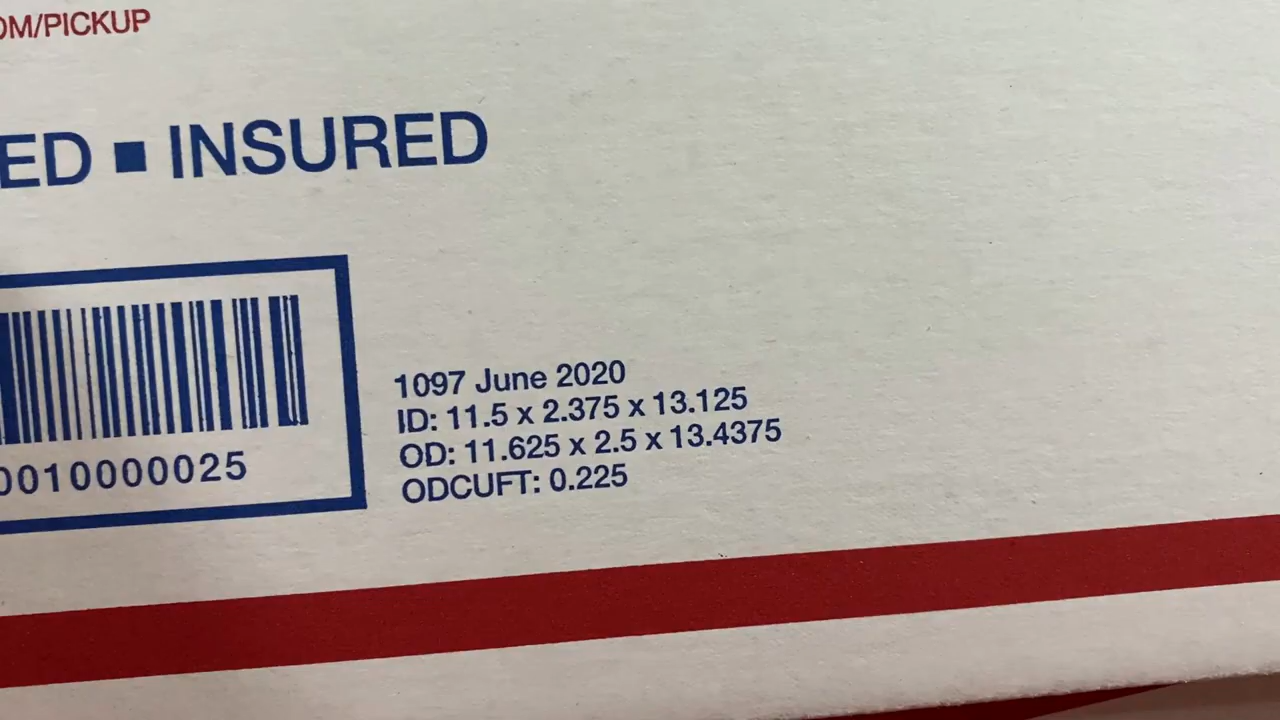 OM/PICKUP
ED ■ INSURED
0010000025
1097 June 2020
ID: 11.5 x 2.375 x 13.125
OD: 11.625 x 2.5 x 13.4375
ODCUFT: 0.225